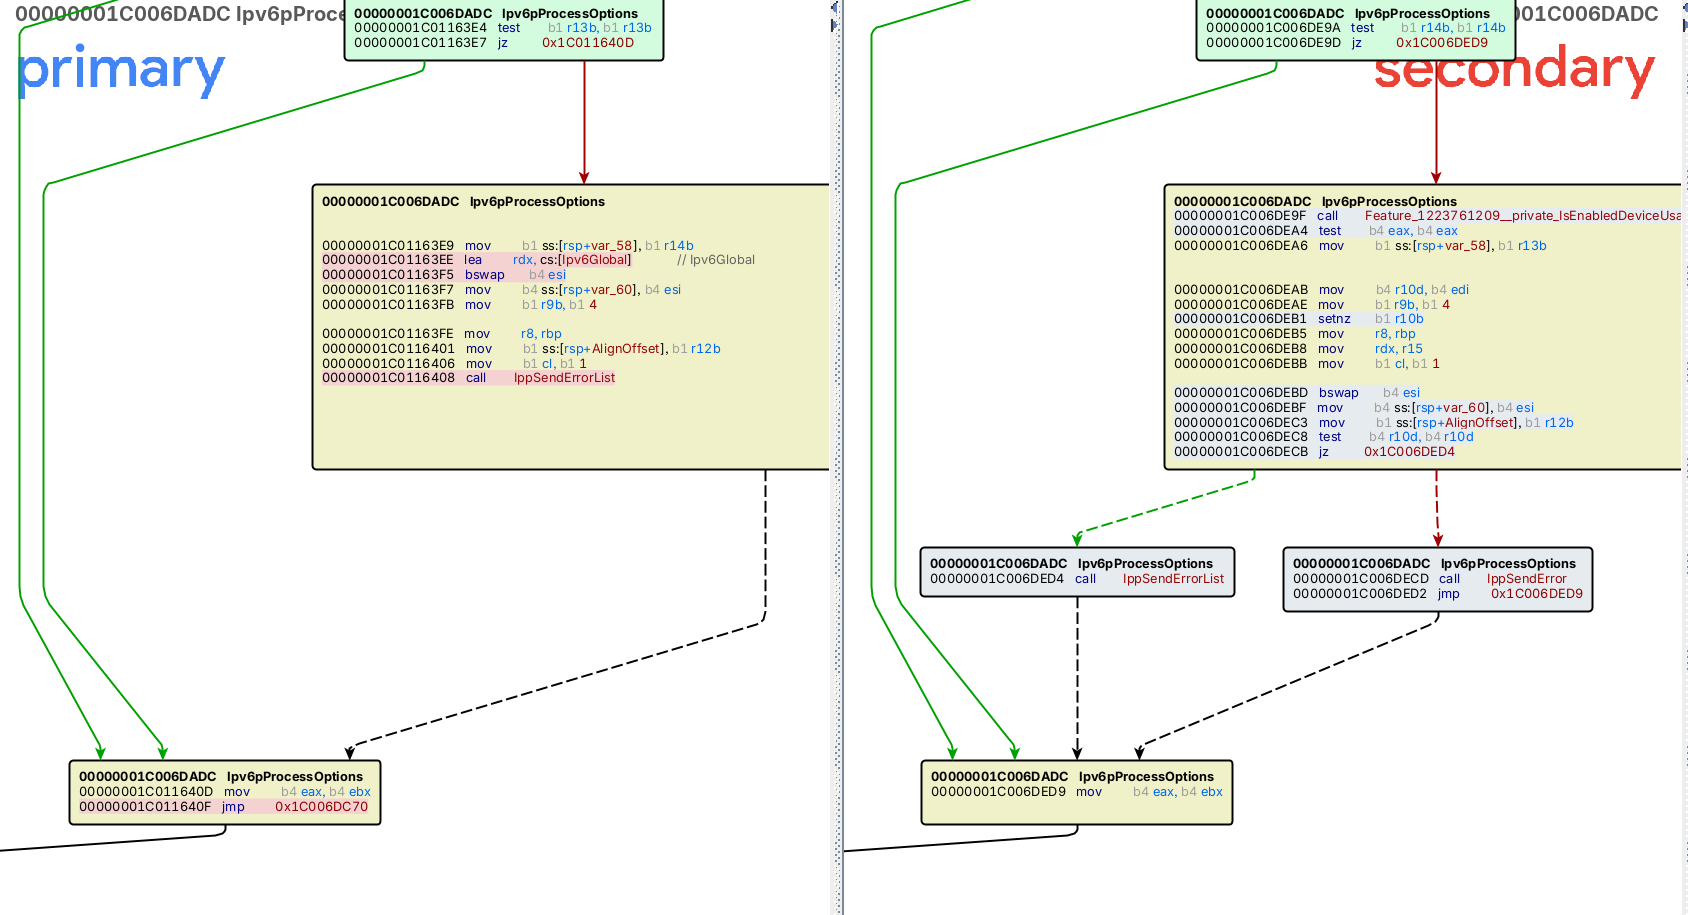 00000001C006DADC Ipv6pProce
primary
00000001C006DADC Ipv6pProcessOptions
00000001C01163E4 test b1 r13b, b1 r13b
00000001C01163E7 jz 0x1C011640D
00000001C006DADC Ipv6pProcessOptions
00000001C01163E9 mov b1 ss:[rsp+var_58], b1 r14b
00000001C01163EE lea rdx, cs:[Ipv6Global] // Ipv6Global
00000001C01163F5 bswap b4 esi
00000001C01163F7 mov b4 ss:[rsp+var_60], b4 esi
00000001C01163FB mov b1 r9b, b1 4
00000001C01163FE mov r8, rbp
00000001C0116401 mov b1 ss:[rsp+AlignOffset], b1 r12b
00000001C0116406 mov b1 cl, b1 1
00000001C0116408 call IppSendErrorList
00000001C006DADC Ipv6pProcessOptions
00000001C011640D mov b4 eax, b4 ebx
00000001C011640F jmp 0x1C006DC70
001C006DADC
secondary
00000001C006DADC Ipv6pProcessOptions
00000001C006DE9A test b1 r14b, b1 r14b
00000001C006DE9D jz 0x1C006DED9
00000001C006DADC Ipv6pProcessOptions
00000001C006DE9F call Feature_1223761209__private_IsEnabledDeviceUsa
00000001C006DEA4 test b4 eax, b4 eax
00000001C006DEA6 mov b1 ss:[rsp+var_58], b1 r13b
00000001C006DEAB mov b4 r10d, b4 edi
00000001C006DEAE mov b1 r9b, b1 4
00000001C006DEB1 setnz b1 r10b
00000001C006DEB5 mov r8, rbp
00000001C006DEB8 mov rdx, r15
00000001C006DEBB mov b1 cl, b1 1
00000001C006DEBD bswap b4 esi
00000001C006DEBF mov b4 ss:[rsp+var_60], b4 esi
00000001C006DEC3 mov b1 ss:[rsp+AlignOffset], b1 r12b
00000001C006DEC8 test b4 r10d, b4 r10d
00000001C006DECB jz 0x1C006DED4
00000001C006DADC Ipv6pProcessOptions
00000001C006DED4 call IppSendErrorList
00000001C006DADC Ipv6pProcessOptions
00000001C006DECD call IppSendError
00000001C006DED2 jmp 0x1C006DED9
00000001C006DADC Ipv6pProcessOptions
00000001C006DED9 mov b4 eax, b4 ebx